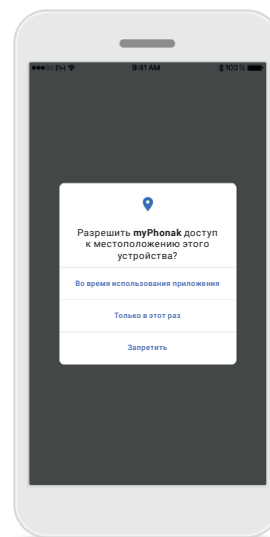 PH 9:41 AM 100%
Разрешить myPhonak доступ
к местоположению этого
устройства?
Во время использования приложения
Только в этот раз
Запретить